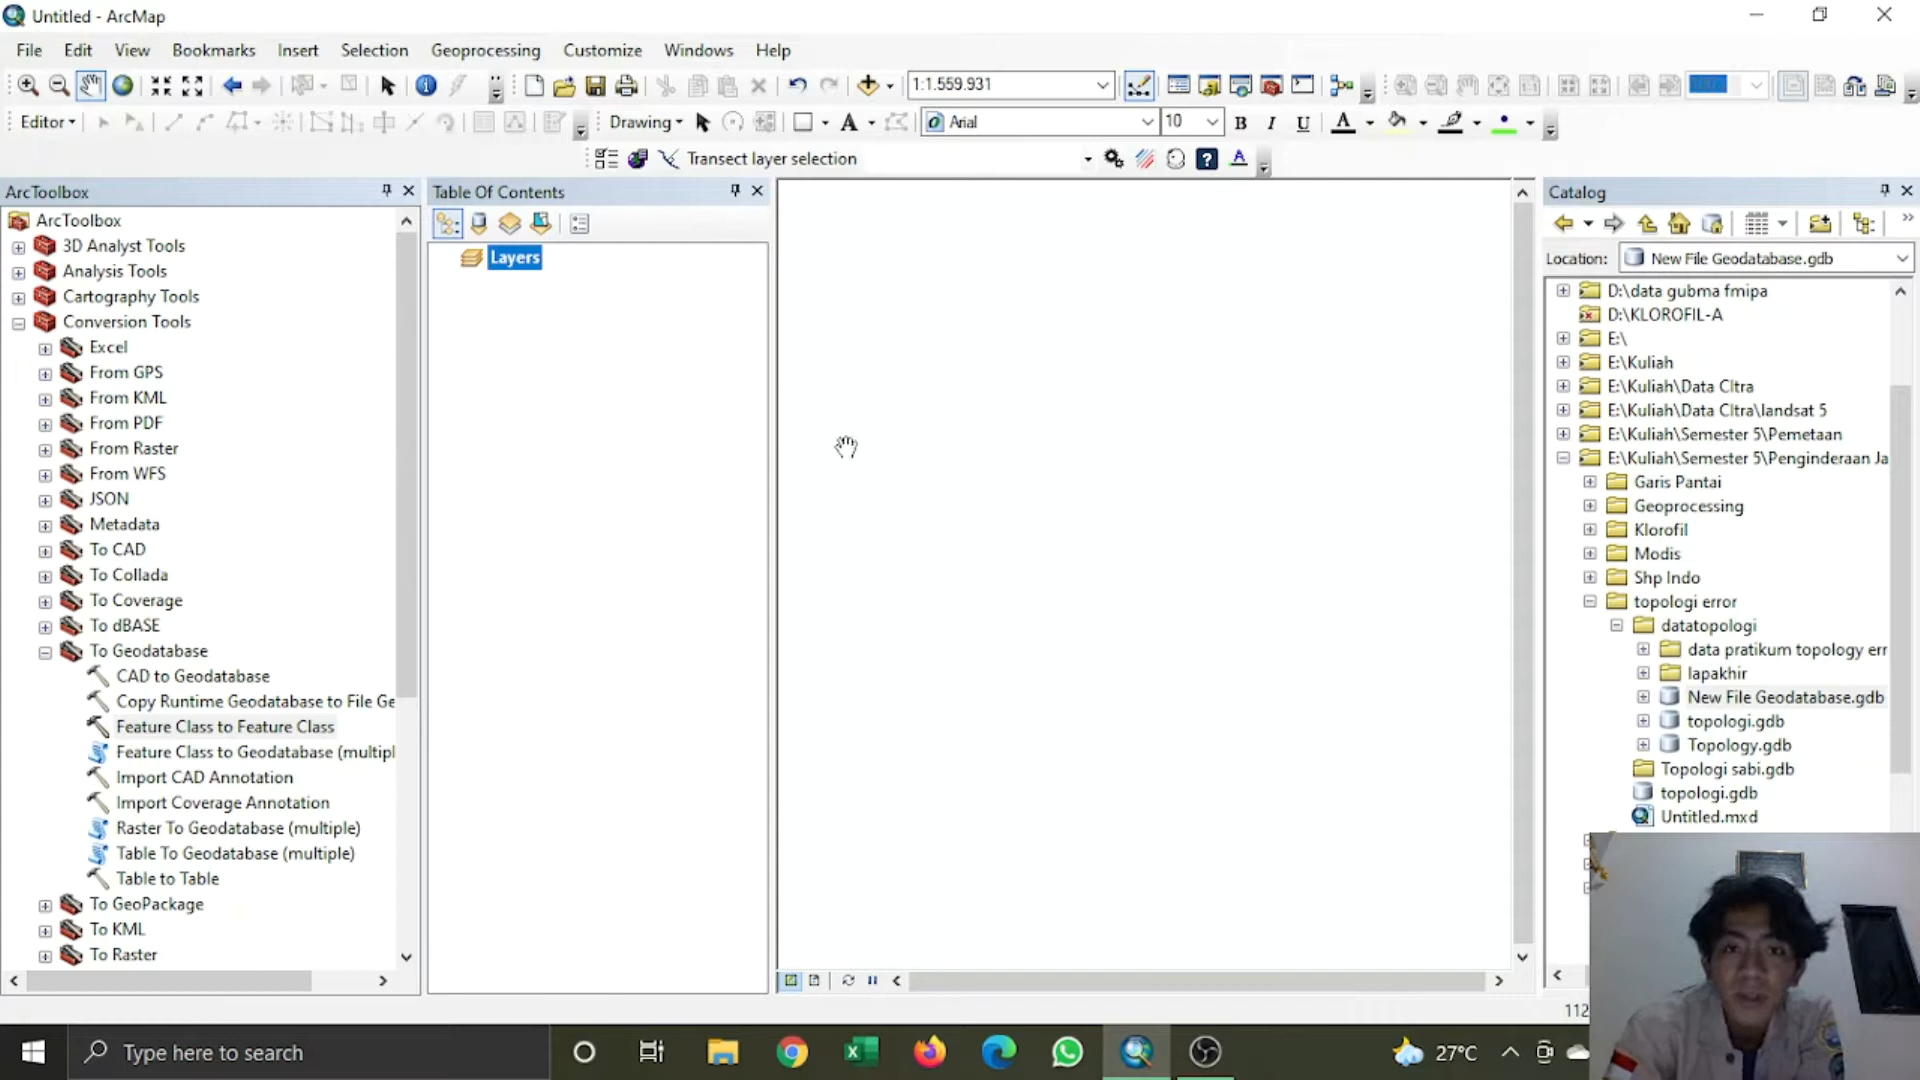 Untitled - ArcMap
File Edit View Bookmarks Insert Selection Geoprocessing Customize Windows Help
1:1.559.931
Editor Drawing A Arial 10 B I U A
Transect layer selection
ArcToolbox
ArcToolbox
3D Analyst Tools
Analysis Tools
Cartography Tools
Conversion Tools
Excel
From GPS
From KML
From PDF
From Raster
From WFS
JSON
Metadata
To CAD
To Collada
To Coverage
To dBASE
To Geodatabase
CAD to Geodatabase
Copy Runtime Geodatabase to File Ge
Feature Class to Feature Class
Feature Class to Geodatabase (multipl
Import CAD Annotation
Import Coverage Annotation
Raster To Geodatabase (multiple)
Table To Geodatabase (multiple)
Table to Table
To GeoPackage
To KML
To Raster
Table Of Contents
Layers
Catalog
Location: New File Geodatabase.gdb
D:\data gubma fmipa
D:\KLOROFIL-A
E:\
E:\Kuliah
E:\Kuliah\Data CItra
E:\Kuliah\Data CItra\landsat 5
E:\Kuliah\Semester 5\Pemetaan
E:\Kuliah\Semester 5\Penginderaan Ja
Garis Pantai
Geoprocessing
Klorofil
Modis
Shp Indo
topologi error
datatopologi
data pratikum topology err
lapakhir
New File Geodatabase.gdb
topologi.gdb
Topology.gdb
Topologi sabi.gdb
topologi.gdb
Untitled.mxd
112
Type here to search
27°C